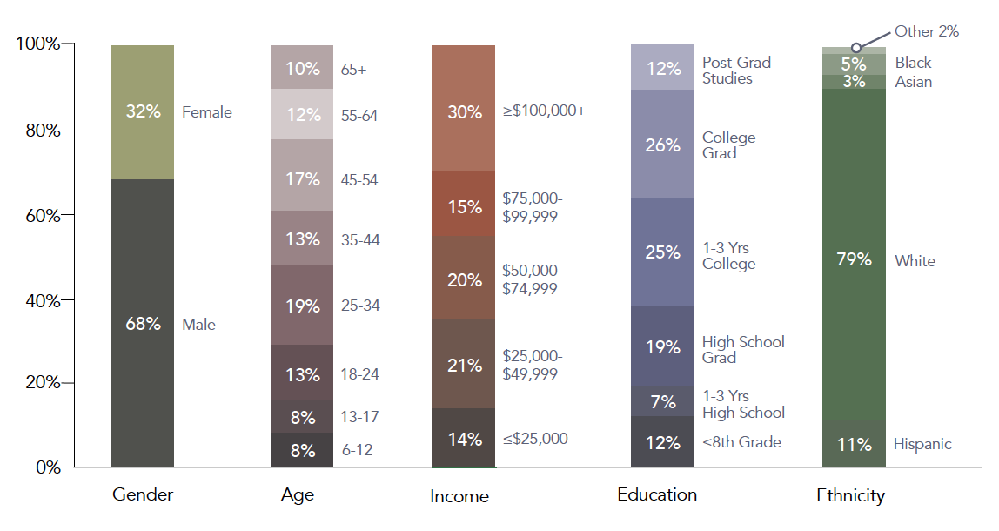 Other 2%
100%
80%
60%
40%
20%
0%
32% Female
68% Male
Gender
10% 65+
12% 55-64
17% 45-54
13% 35-44
19% 25-34
13% 18-24
8% 13-17
8% 6-12
Age
30% ≥$100,000+
15% $75,000-
$99,999
20% $50,000-
$74,999
21% $25,000-
$49,999
14% ≤$25,000
Income
12% Post-Grad
Studies
26% College
Grad
25% 1-3 Yrs
College
19% High School
Grad
7% 1-3 Yrs
High School
12% ≤8th Grade
Education
5% Black
3% Asian
79% White
11% Hispanic
Ethnicity